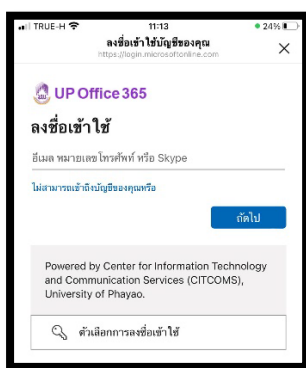 TRUE-H 11:13 24%
ลงชื่อเข้าใช้บัญชีของคุณ
https://login.microsoftonline.com
UP Office 365
ลงชื่อเข้าใช้
อีเมล หมายเลขโทรศัพท์ หรือ Skype
ไม่สามารถเข้าถึงบัญชีของคุณหรือ
ถัดไป
Powered by Center for Information Technology
and Communication Services (CITCOMS),
University of Phayao.
ตัวเลือกการลงชื่อเข้าใช้